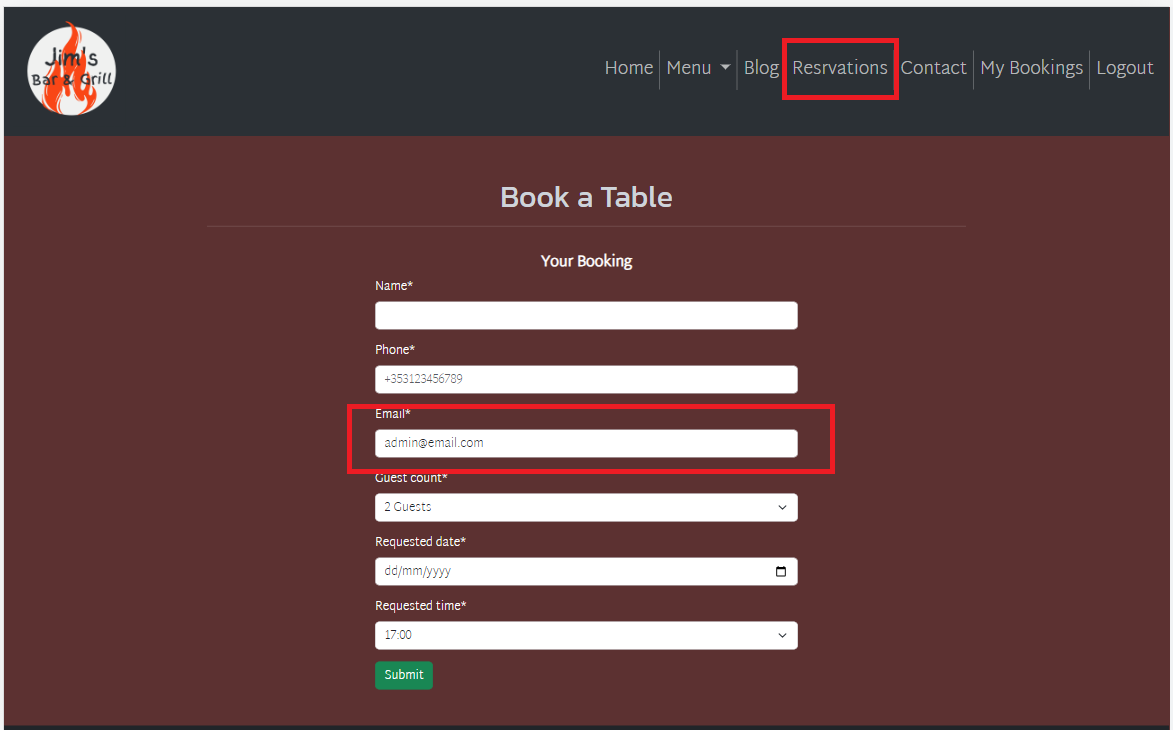 Jim's
Bar & Grill
Home Menu Blog Resrvations Contact My Bookings Logout
Book a Table
Your Booking
Name*
Phone*
+353123456789
Email*
admin@email.com
Guest count*
2 Guests
Requested date*
dd/mm/yyyy
Requested time*
17:00
Submit